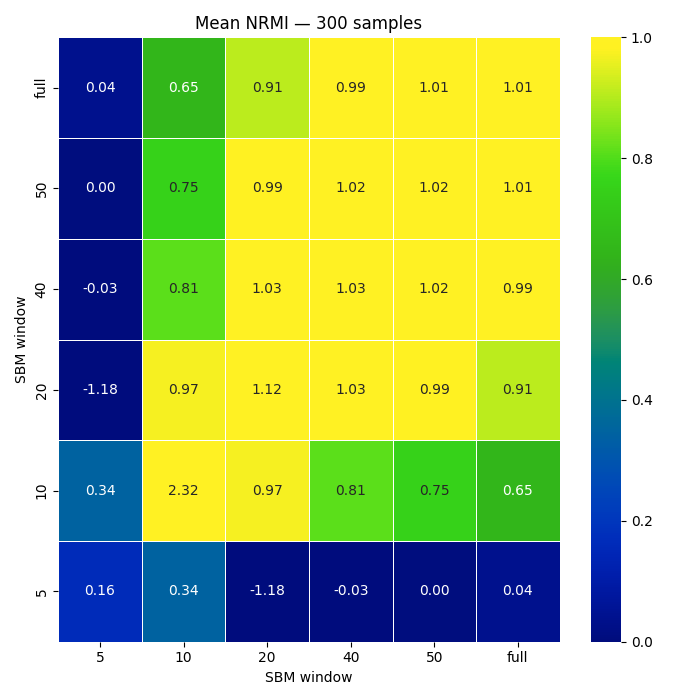 Mean NRMI — 300 samples
full 0.04 0.65 0.91 0.99 1.01 1.01
50 0.00 0.75 0.99 1.02 1.02 1.01
40 -0.03 0.81 1.03 1.03 1.02 0.99
20 -1.18 0.97 1.12 1.03 0.99 0.91
10 0.34 2.32 0.97 0.81 0.75 0.65
5 0.16 0.34 -1.18 -0.03 0.00 0.04
5 10 20 40 50 full
SBM window
SBM window
1.0
0.8
0.6
0.4
0.2
0.0